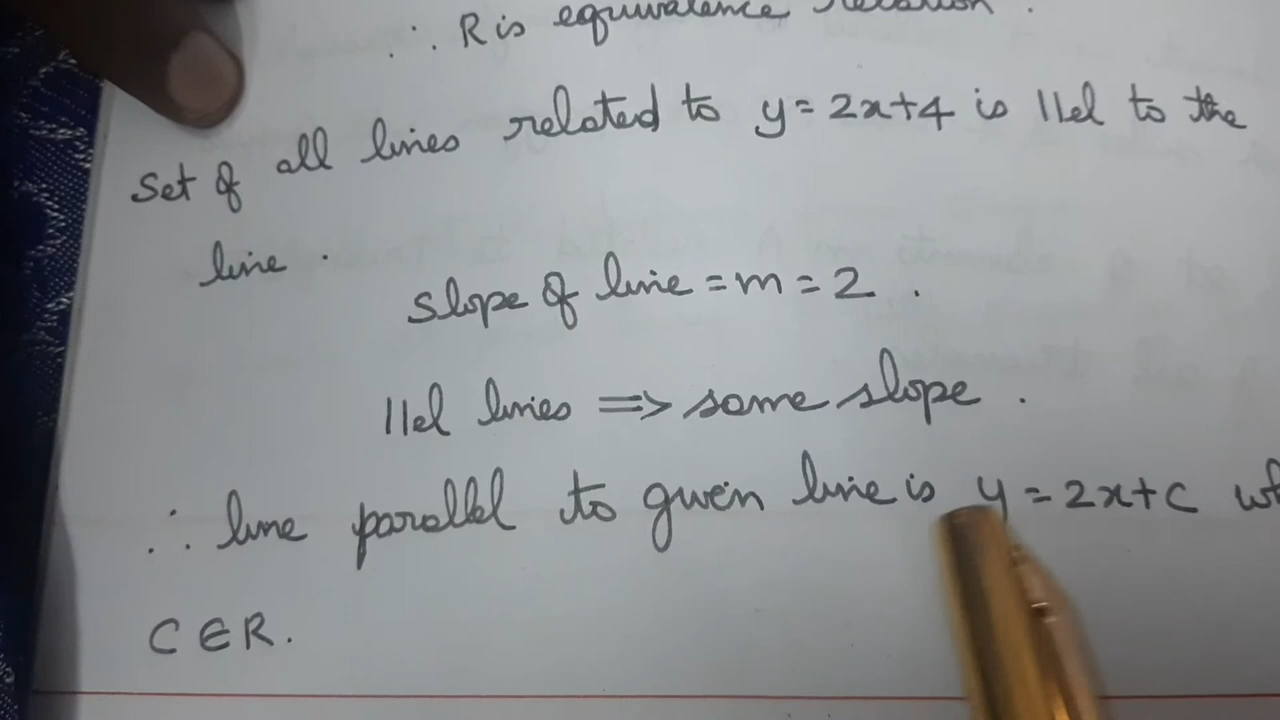 ∴ R is equivalence relation.
Set of all lines related to y=2x+4 is ||el to the
line.
Slope of line = m = 2.
||el lines => same slope.
∴ line parallel to given line is y=2x+c
C ∈ R.